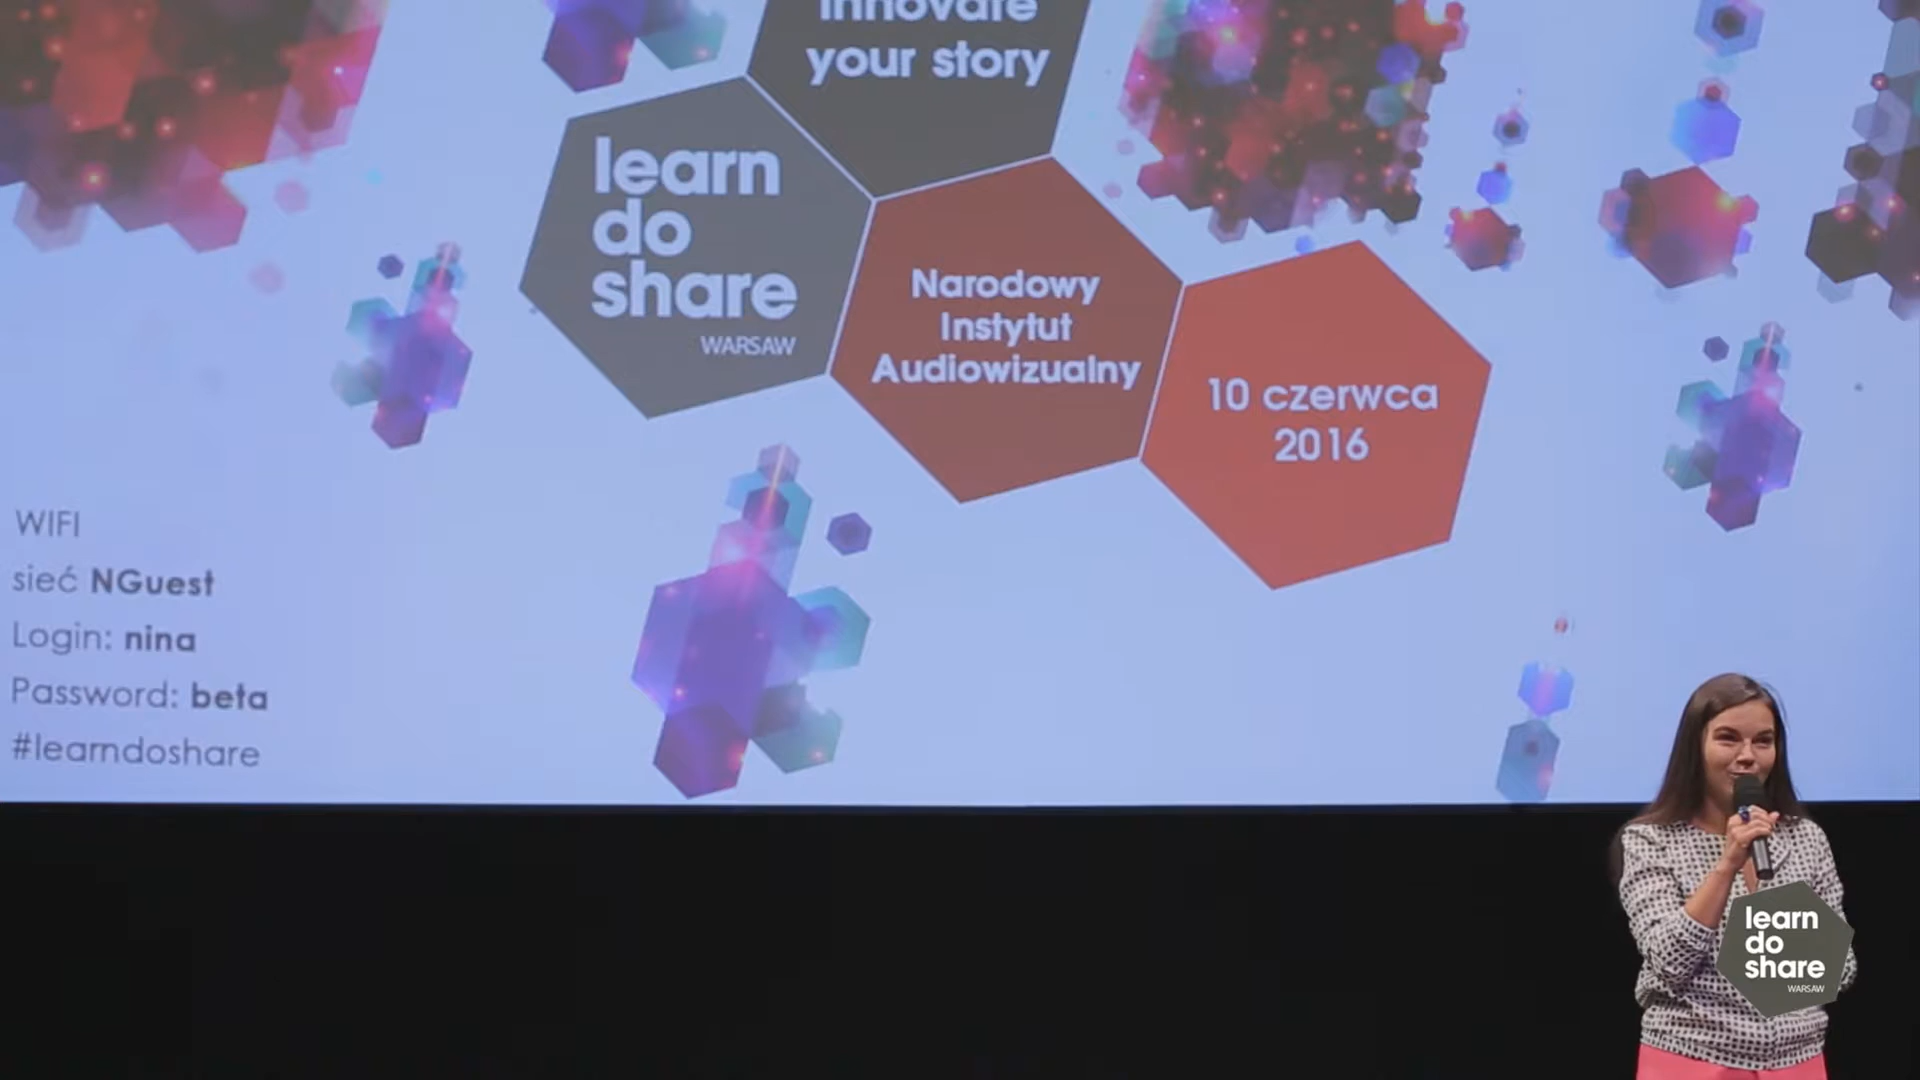 innovate
your story
learn
do
share
WARSAW
Narodowy
Instytut
Audiowizualny
10 czerwca
2016
WIFI
sieć NGuest
Login: nina
Password: beta
#learndoshare
learn
do
share
WARSAW